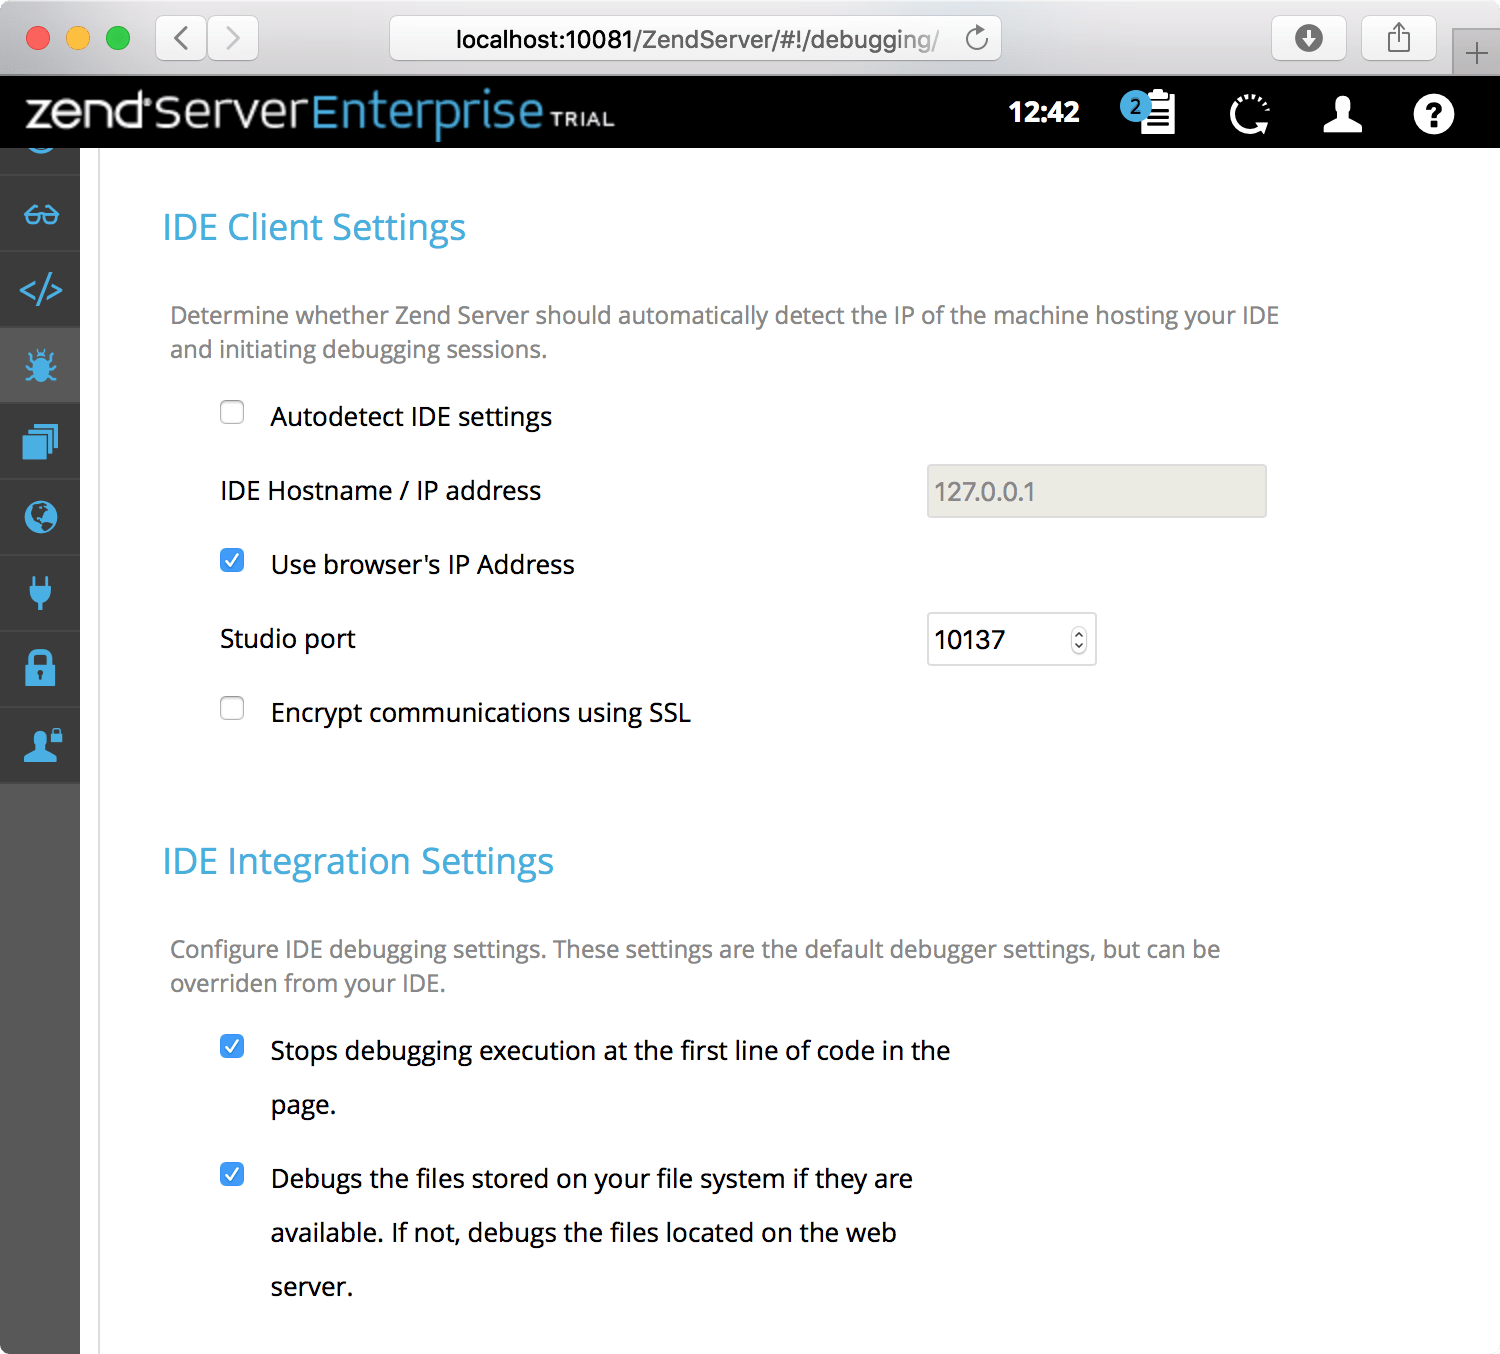 localhost:10081/ZendServer/#!/debugging/
zend Server Enterprise TRIAL
12:42
2
IDE Client Settings
Determine whether Zend Server should automatically detect the IP of the machine hosting your IDE
and initiating debugging sessions.
Autodetect IDE settings
IDE Hostname / IP address
127.0.0.1
Use browser's IP Address
Studio port
10137
Encrypt communications using SSL
IDE Integration Settings
Configure IDE debugging settings. These settings are the default debugger settings, but can be
overriden from your IDE.
Stops debugging execution at the first line of code in the
page.
Debugs the files stored on your file system if they are
available. If not, debugs the files located on the web
server.